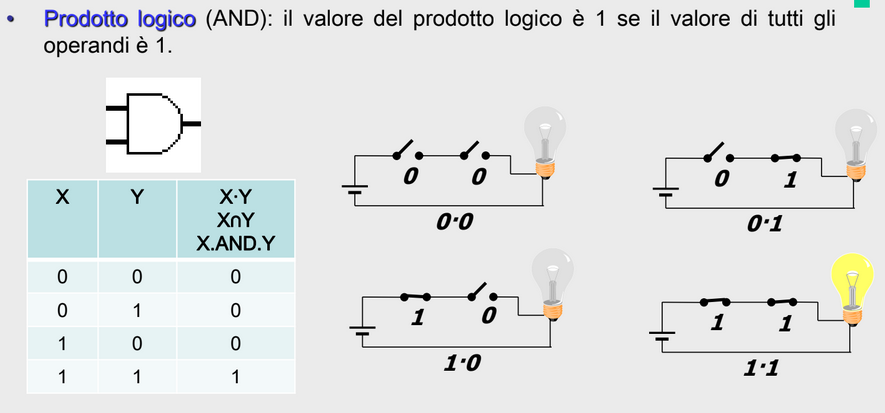 • Prodotto logico (AND): il valore del prodotto logico è 1 se il valore di tutti gli
operandi è 1.
X Y X·Y
X∩Y
X.AND.Y
0 0 0
0 1 0
1 0 0
1 1 1
0 0
0·0
0 1
0·1
1 0
1·0
1 1
1·1